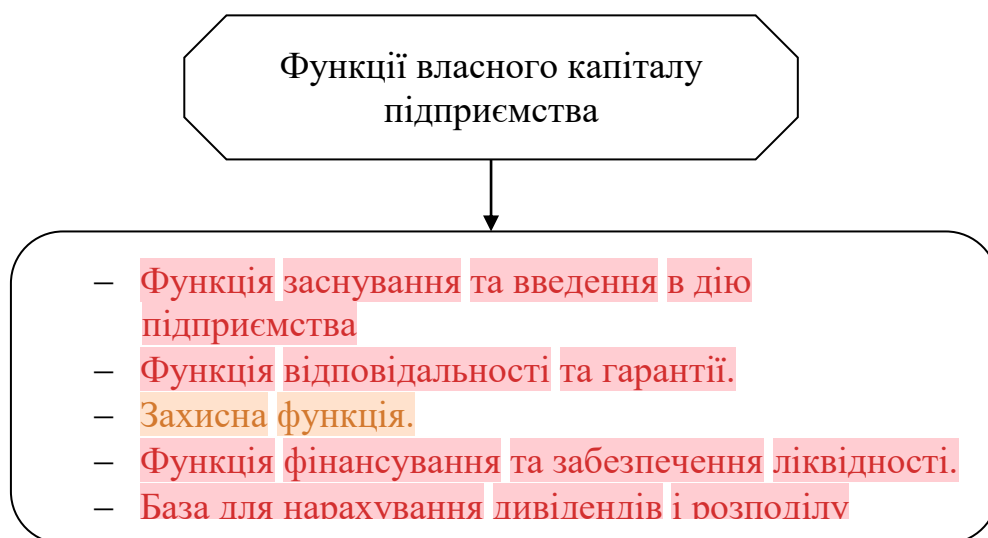 Функції власного капіталу
підприємства
– Функція заснування та введення в дію
підприємства
– Функція відповідальності та гарантії.
– Захисна функція.
– Функція фінансування та забезпечення ліквідності.
– База для нарахування дивідендів і розподілу